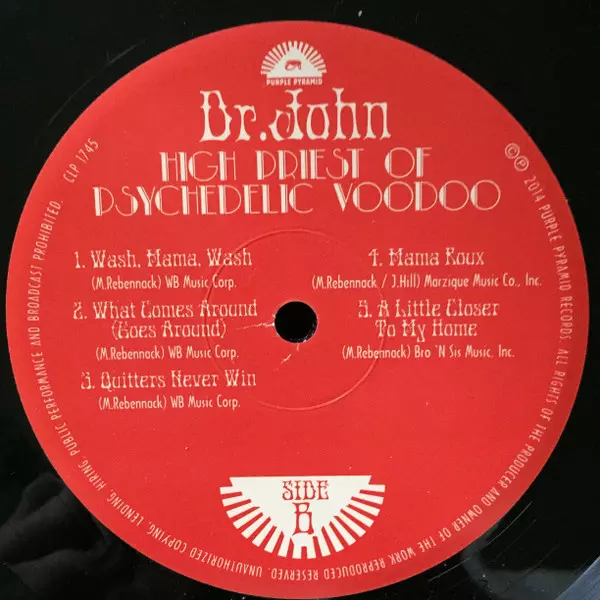 PURPLE PYRAMID
Dr. John
HIGH PRIEST OF
PSYCHEDELIC VOODOO
1. Wash, Mama, Wash
(M.Rebennack) WB Music Corp.
2. What Comes Around
(Goes Around)
(M.Rebennack) WB Music Corp.
3. Quitters Never Win
(M.Rebennack) WB Music Corp.
4. Mama Roux
(M.Rebennack / J.Hill) Marzique Music Co., Inc.
5. A Little Closer
To My Home
(M.Rebennack) Bro 'N Sis Music, Inc.
SIDE
B
©℗ 2014 PURPLE PYRAMID RECORDS. ALL RIGHTS OF THE PRODUCER AND OWNER OF THE WORK REPRODUCED RESERVED. UNAUTHORIZED COPYING, LENDING, HIRING, PUBLIC PERFORMANCE AND BROADCAST PROHIBITED. CLP 1745